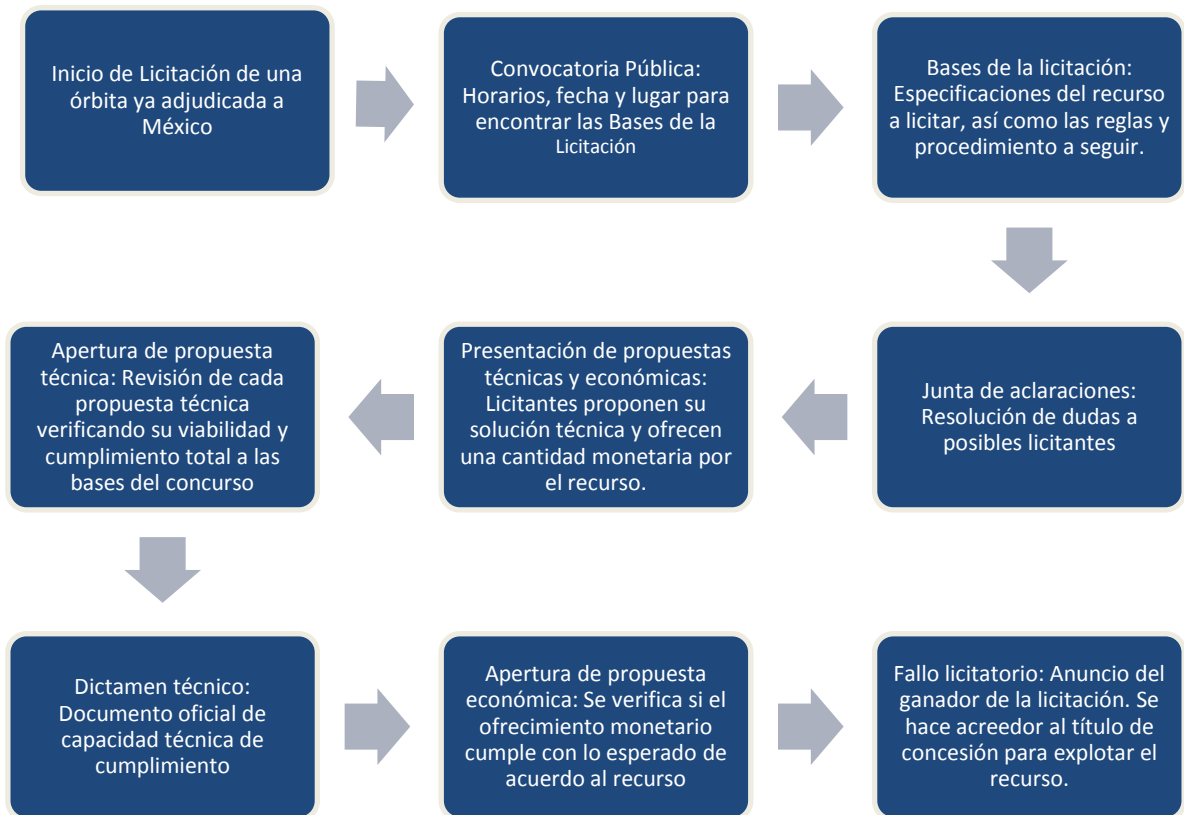 Inicio de Licitación de una
órbita ya adjudicada a
México
Convocatoria Pública:
Horarios, fecha y lugar para
encontrar las Bases de la
Licitación
Bases de la licitación:
Especificaciones del recurso
a licitar, así como las reglas y
procedimiento a seguir.
Junta de aclaraciones:
Resolución de dudas a
posibles licitantes
Presentación de propuestas
técnicas y económicas:
Licitantes proponen su
solución técnica y ofrecen
una cantidad monetaria por
el recurso.
Apertura de propuesta
técnica: Revisión de cada
propuesta técnica
verificando su viabilidad y
cumplimiento total a las
bases del concurso
Dictamen técnico:
Documento oficial de
capacidad técnica de
cumplimiento
Apertura de propuesta
económica: Se verifica si el
ofrecimiento monetario
cumple con lo esperado de
acuerdo al recurso
Fallo licitatorio: Anuncio del
ganador de la licitación. Se
hace acreedor al título de
concesión para explotar el
recurso.